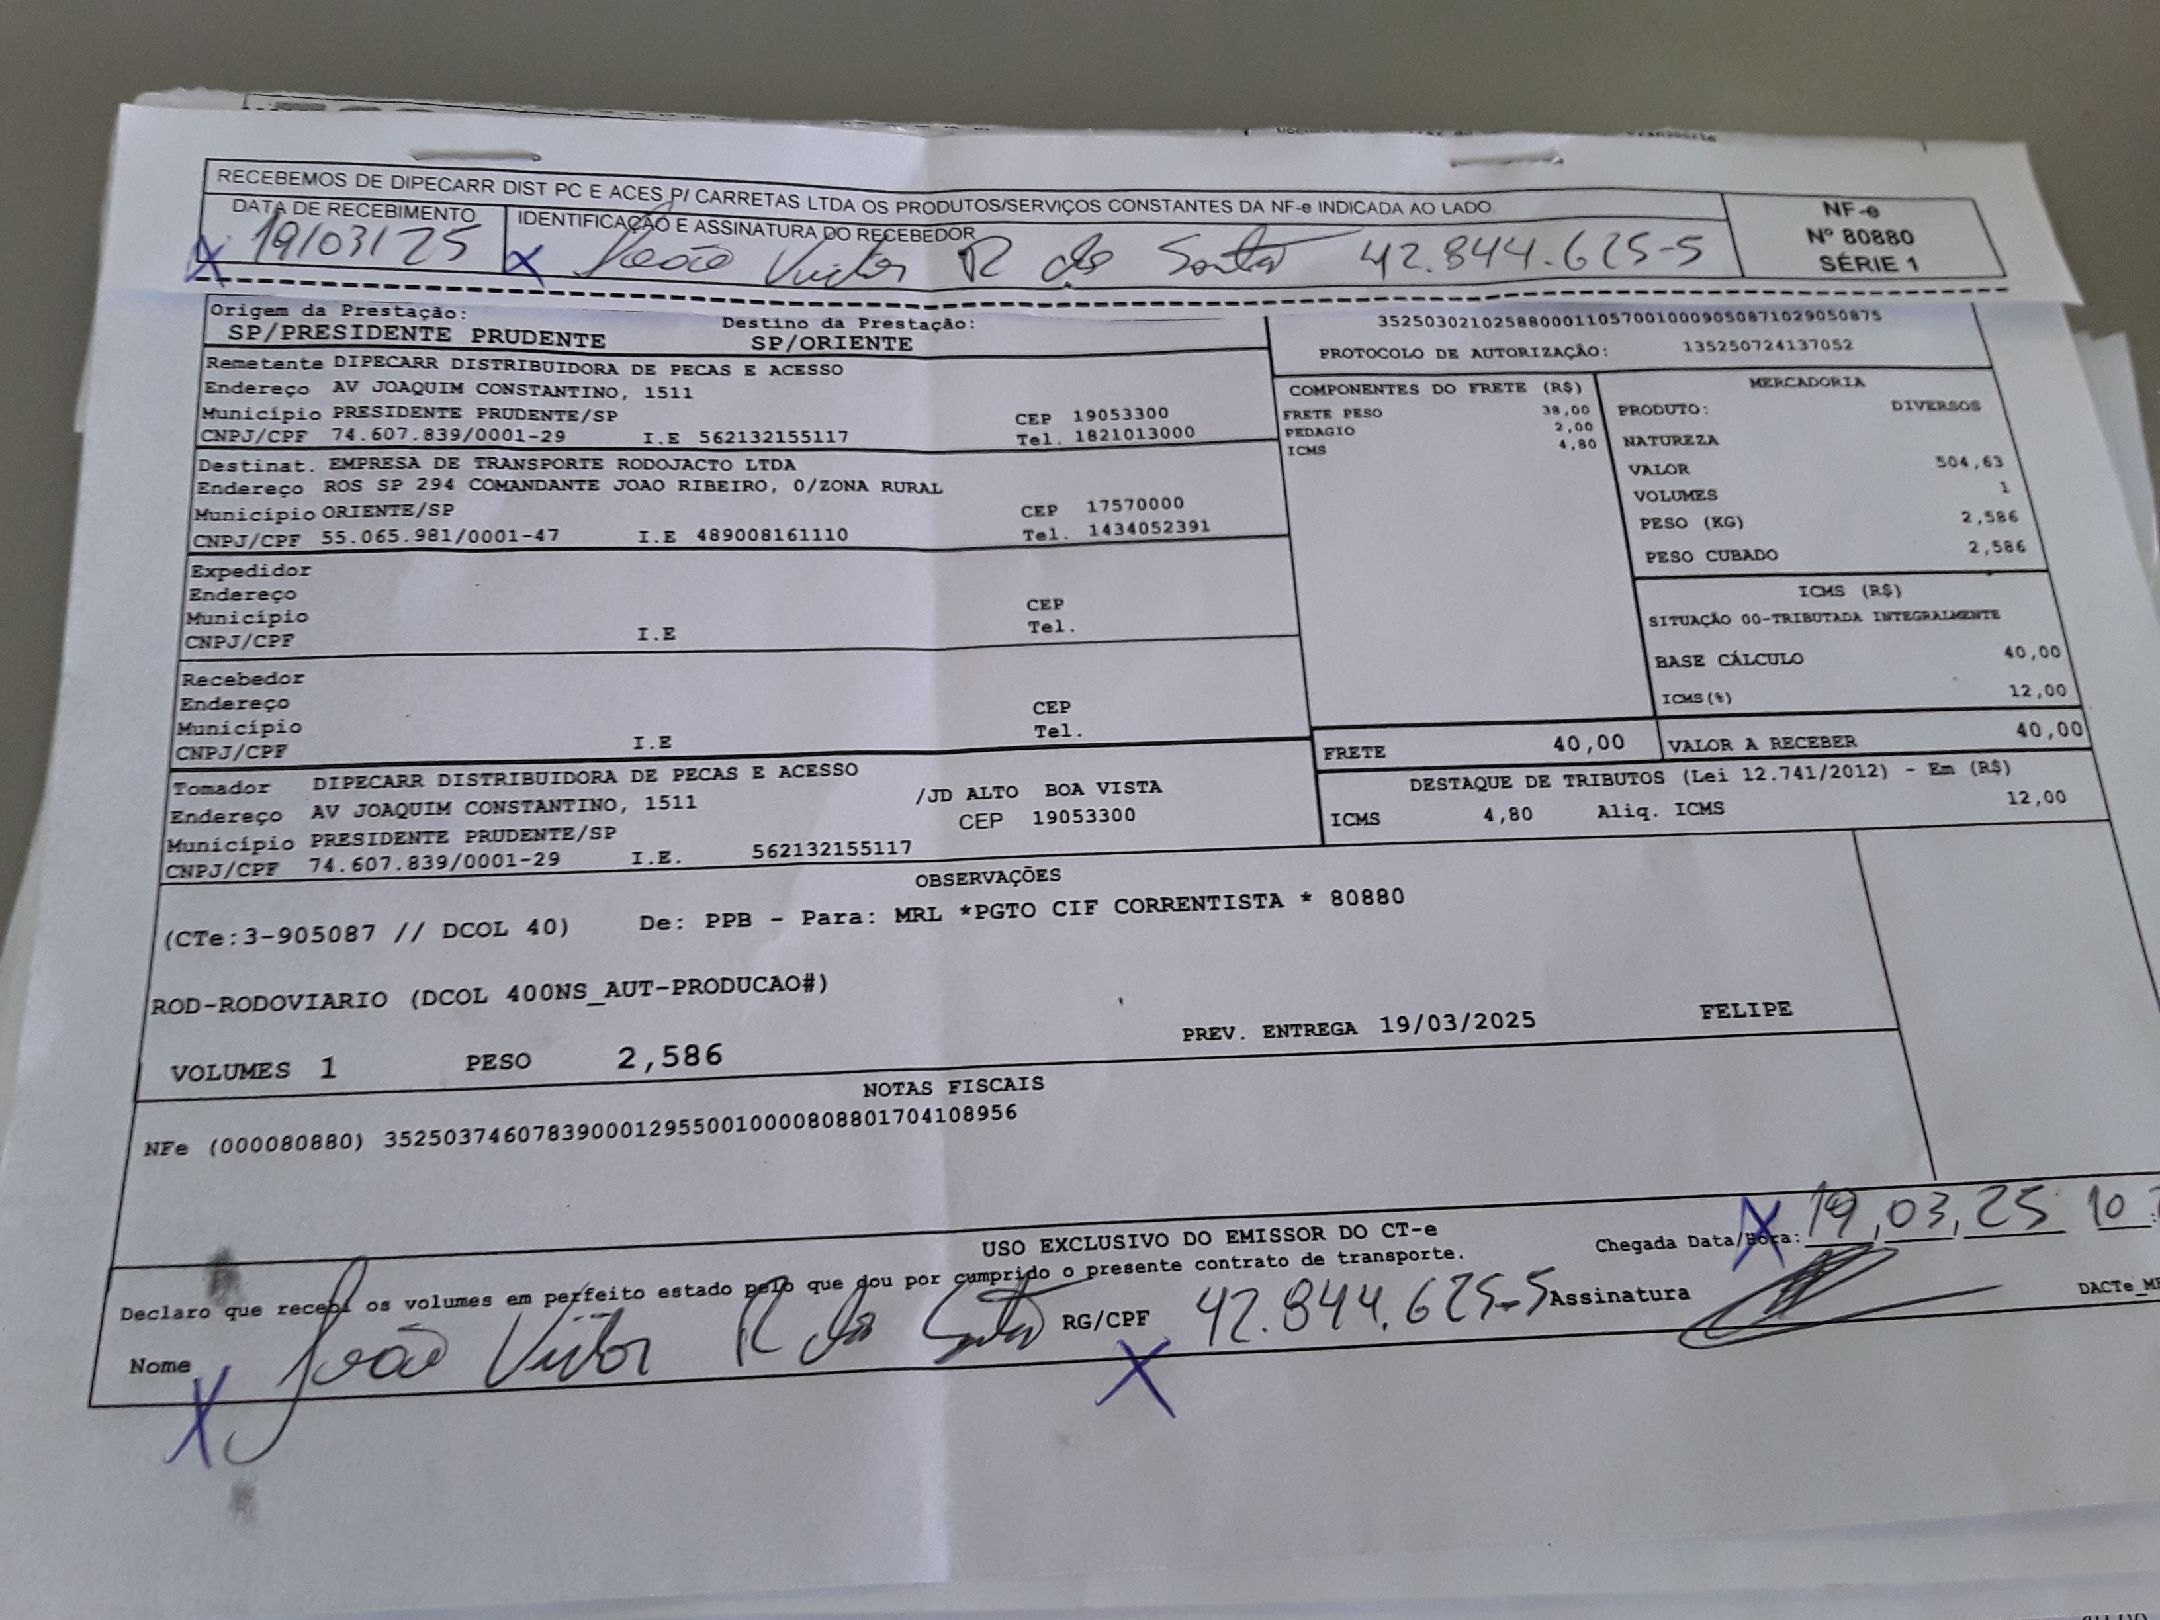 RECEBEMOS DE DIPECARR DIST PC E ACES P/ CARRETAS LTDA OS PRODUTOS/SERVIÇOS CONSTANTES DA NF-e INDICADA AO LADO
DATA DE RECEBIMENTO
19/03/25
IDENTIFICAÇÃO E ASSINATURA DO RECEBEDOR
João Victor R do Santos 42.844.625-5
NF-e
Nº 80880
SÉRIE 1
Origem da Prestação:
SP/PRESIDENTE PRUDENTE
Destino da Prestação:
SP/ORIENTE
35250302102588000110570010009050871029050875
PROTOCOLO DE AUTORIZAÇÃO: 135250724137052
Remetente DIPECARR DISTRIBUIDORA DE PECAS E ACESSO
Endereço AV JOAQUIM CONSTANTINO, 1511
Município PRESIDENTE PRUDENTE/SP CEP 19053300
CNPJ/CPF 74.607.839/0001-29 I.E 562132155117 Tel. 1821013000
Destinat. EMPRESA DE TRANSPORTE RODOJACTO LTDA
Endereço ROS SP 294 COMANDANTE JOAO RIBEIRO, 0/ZONA RURAL
Município ORIENTE/SP CEP 17570000
CNPJ/CPF 55.065.981/0001-47 I.E 489008161110 Tel. 1434052391
Expedidor
Endereço
Município CEP
CNPJ/CPF I.E Tel.
Recebedor
Endereço
Município CEP
CNPJ/CPF I.E Tel.
Tomador DIPECARR DISTRIBUIDORA DE PECAS E ACESSO
Endereço AV JOAQUIM CONSTANTINO, 1511 /JD ALTO BOA VISTA
Município PRESIDENTE PRUDENTE/SP CEP 19053300
CNPJ/CPF 74.607.839/0001-29 I.E. 562132155117
COMPONENTES DO FRETE (R$)
FRETE PESO 38,00
PEDAGIO 2,00
ICMS 4,80
MERCADORIA
PRODUTO: DIVERSOS
NATUREZA
VALOR 504,63
VOLUMES 1
PESO (KG) 2,586
PESO CUBADO 2,586
ICMS (R$)
SITUAÇÃO 00-TRIBUTADA INTEGRALMENTE
BASE CÁLCULO 40,00
ICMS(%) 12,00
FRETE 40,00
VALOR A RECEBER 40,00
DESTAQUE DE TRIBUTOS (Lei 12.741/2012) - Em (R$)
ICMS 4,80 Aliq. ICMS 12,00
OBSERVAÇÕES
(CTe:3-905087 // DCOL 40) De: PPB - Para: MRL *PGTO CIF CORRENTISTA * 80880
ROD-RODOVIARIO (DCOL 400NS_AUT-PRODUCAO#)
VOLUMES 1 PESO 2,586 PREV. ENTREGA 19/03/2025 FELIPE
NOTAS FISCAIS
NFe (000080880) 35250374607839000129550010000808801704108956
USO EXCLUSIVO DO EMISSOR DO CT-e
Declaro que recebi os volumes em perfeito estado pelo que dou por cumprido o presente contrato de transporte.
Chegada Data/Hora: 19,03,25 10
Nome João Victor R do Santos RG/CPF 42.844.625-5 Assinatura
DACTe_M